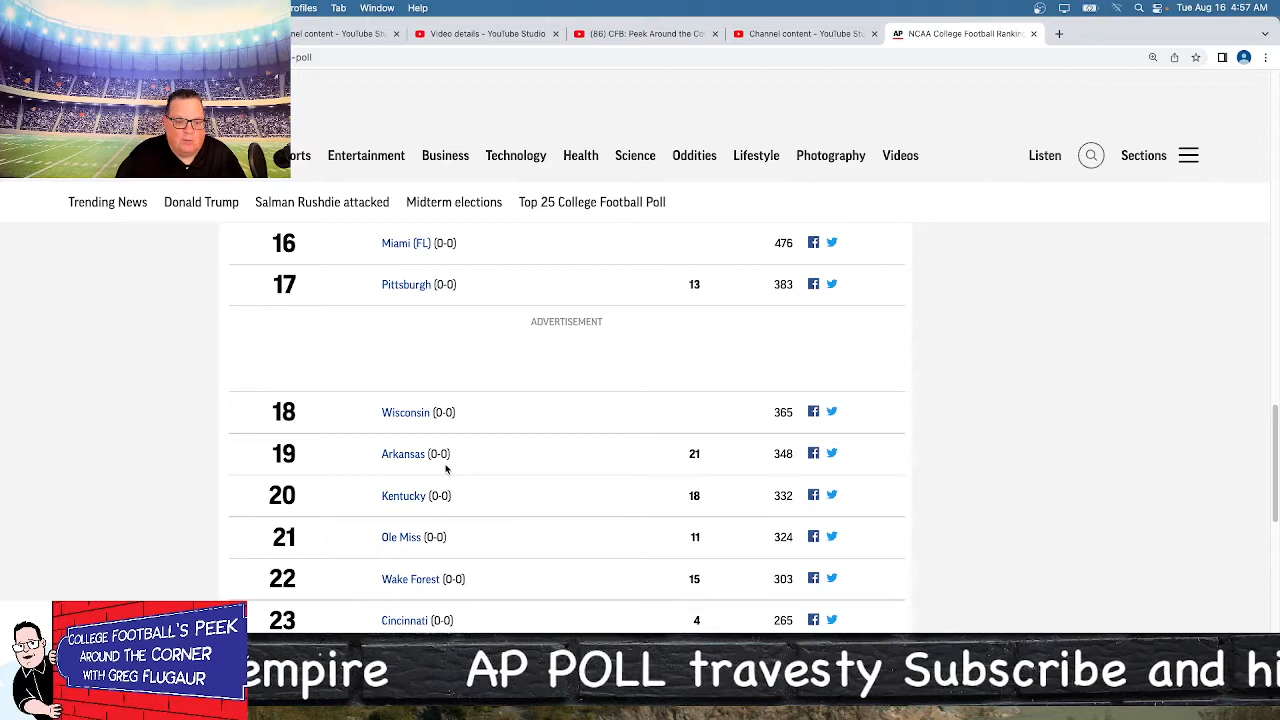 rofiles Tab Window Help Tue Aug 16 4:57 AM
Channel content - YouTube Stu × Video details - YouTube Studio × (86) CFB: Peek Around the Co × Channel content - YouTube Stu × AP NCAA College Football Ranking × +
-poll
orts Entertainment Business Technology Health Science Oddities Lifestyle Photography Videos Listen Sections
Trending News Donald Trump Salman Rushdie attacked Midterm elections Top 25 College Football Poll
16 Miami (FL) (0-0) 476
17 Pittsburgh (0-0) 13 383
ADVERTISEMENT
18 Wisconsin (0-0) 365
19 Arkansas (0-0) 21 348
20 Kentucky (0-0) 18 332
21 Ole Miss (0-0) 11 324
22 Wake Forest (0-0) 15 303
23 Cincinnati (0-0) 4 265
COLLEGE FOOTBALL'S PEEK
AROUND THE CORNER
WITH GREG FLUGAUR
empire AP POLL travesty Subscribe and hi